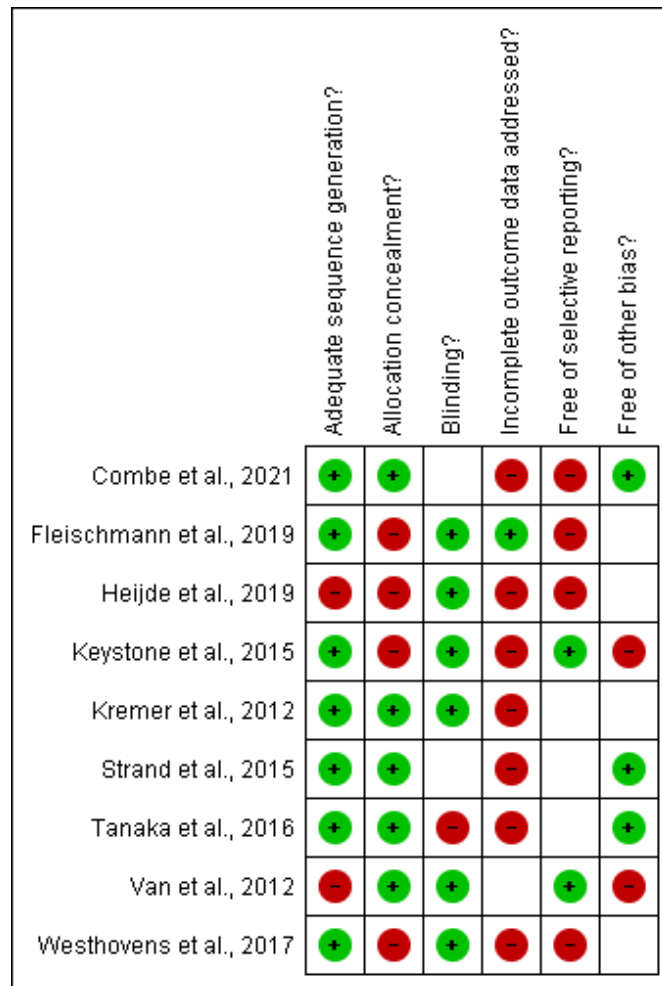 Adequate sequence generation?
Allocation concealment?
Blinding?
Incomplete outcome data addressed?
Free of selective reporting?
Free of other bias?
Combe et al., 2021 + + - - +
Fleischmann et al., 2019 + - + + -
Heijde et al., 2019 - - + - -
Keystone et al., 2015 + - + - + -
Kremer et al., 2012 + + + -
Strand et al., 2015 + + - +
Tanaka et al., 2016 + + - - +
Van et al., 2012 - + + + -
Westhovens et al., 2017 + - + - -